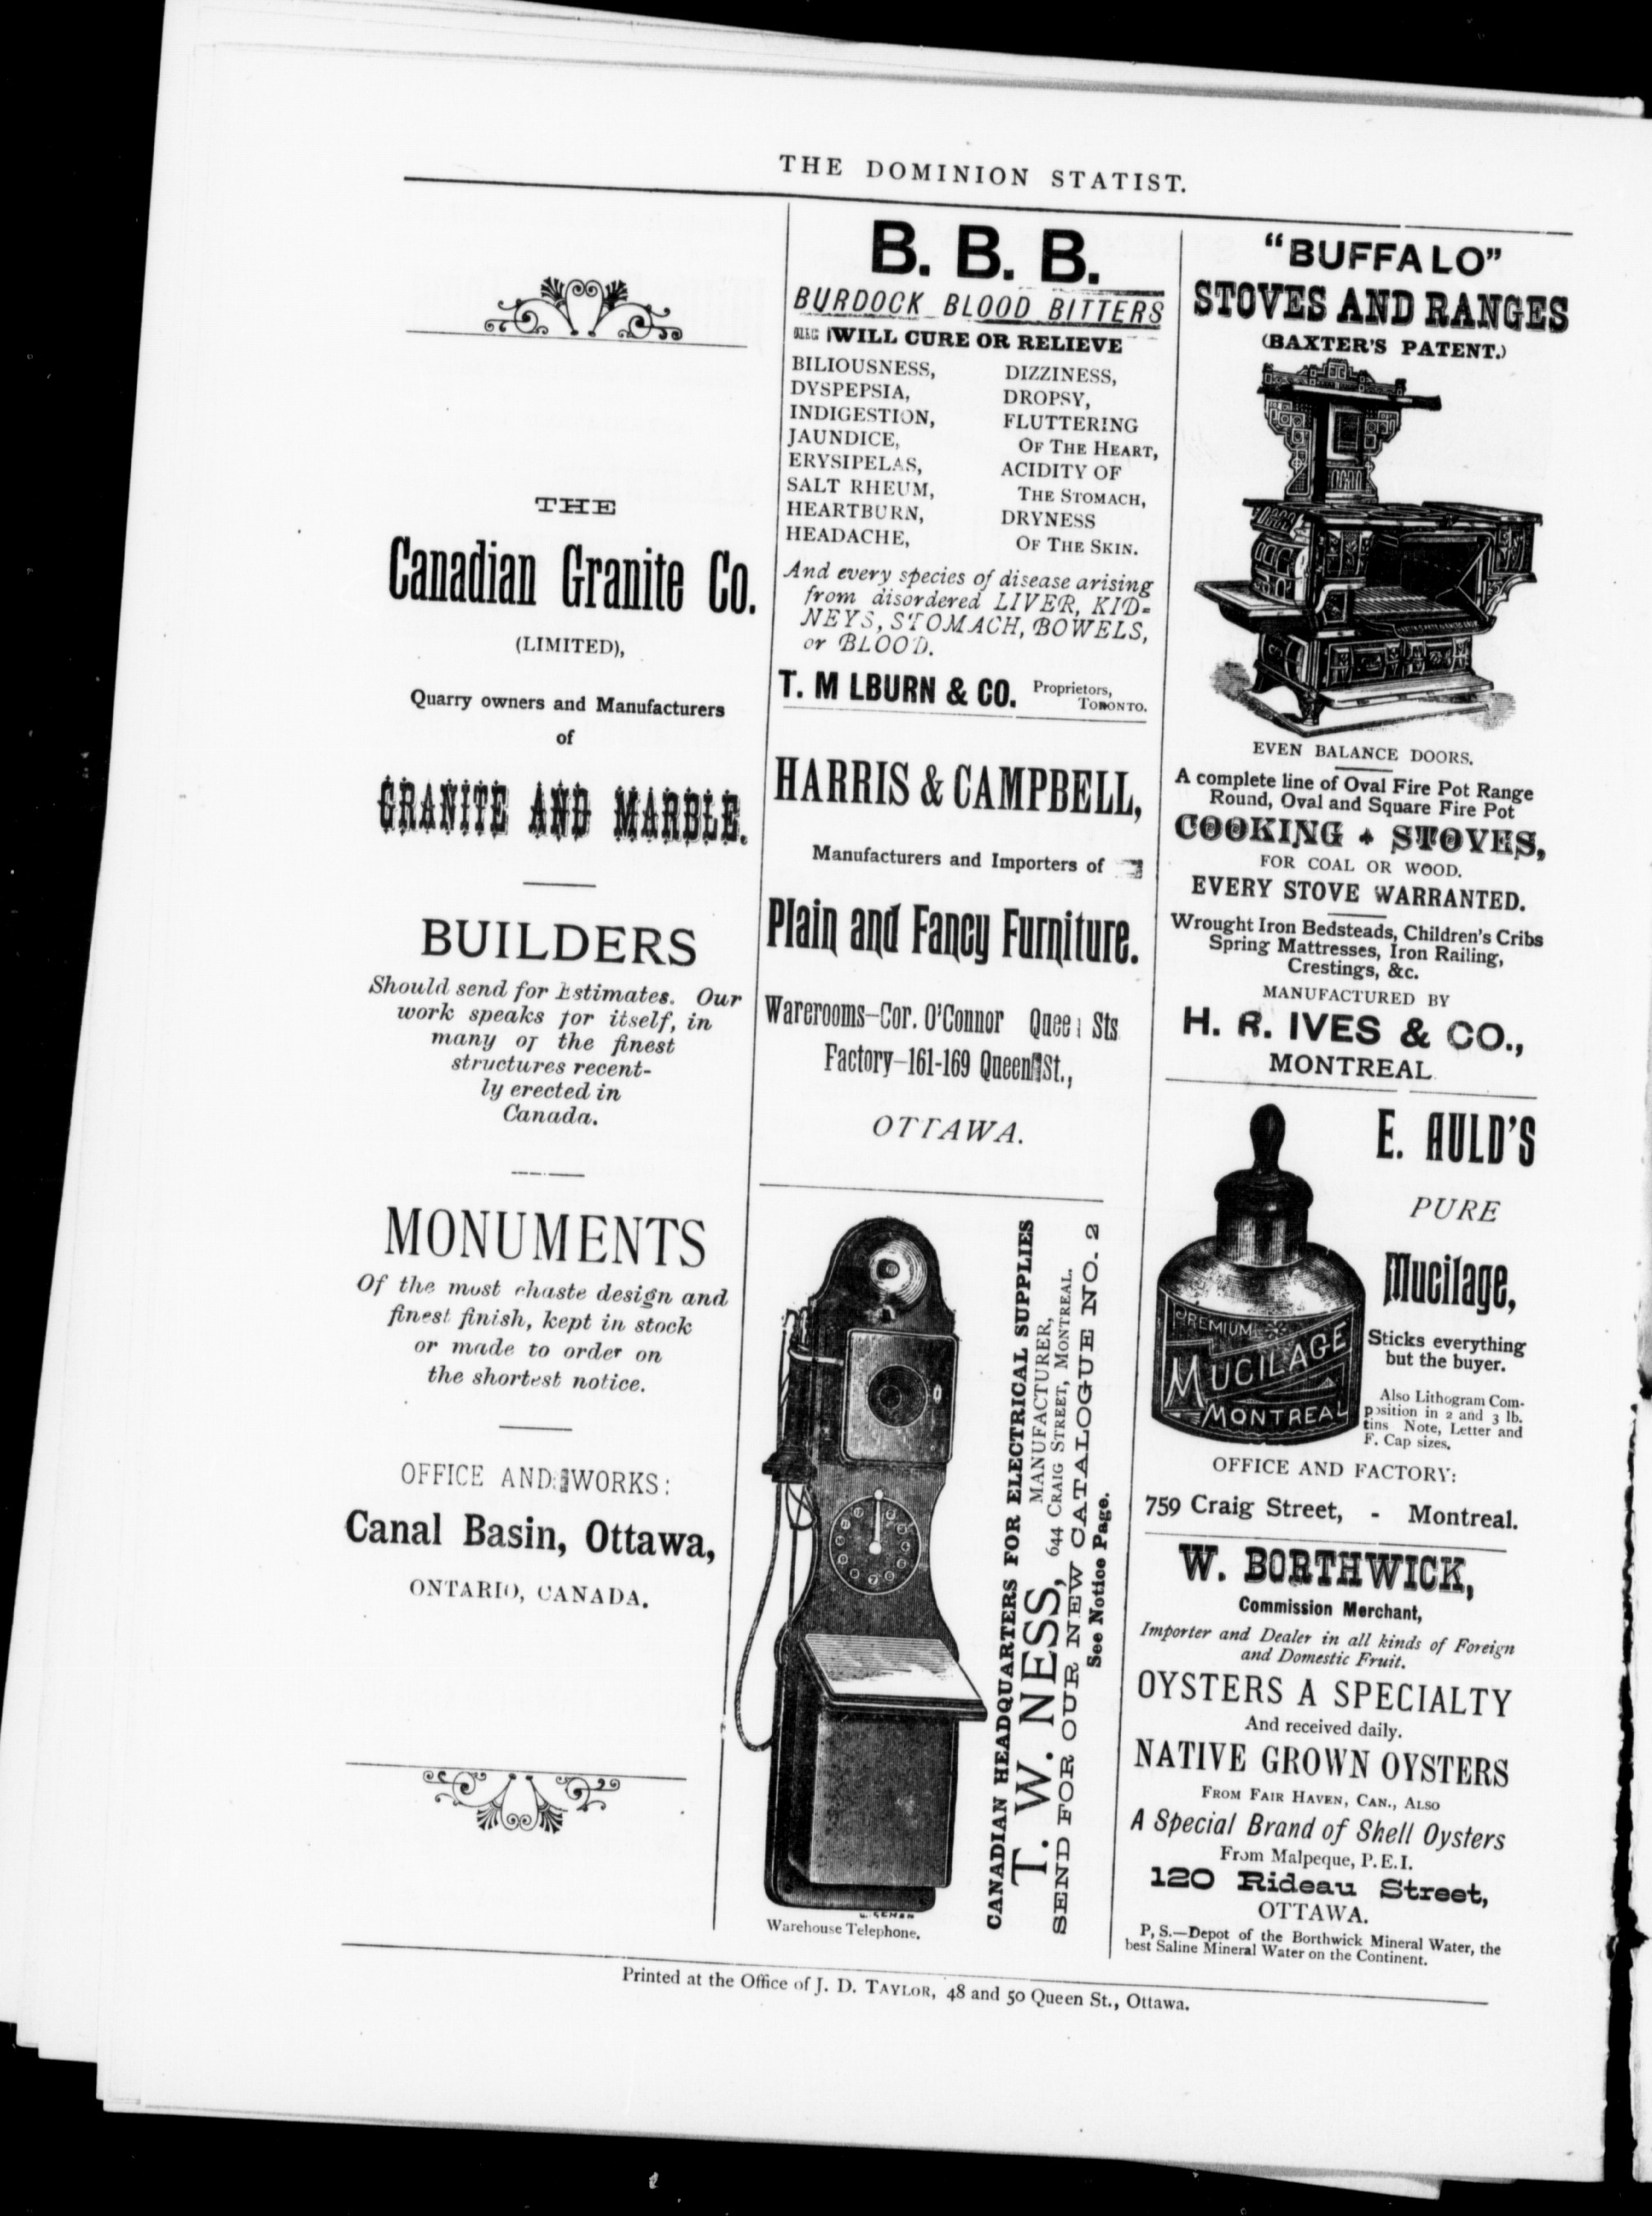 THE DOMINION STATIST.
THE
Canadian Granite Co.
(LIMITED),
Quarry owners and Manufacturers
of
GRANITE AND MARBLE.
BUILDERS
Should send for Estimates. Our
work speaks for itself, in
many of the finest
structures recent-
ly erected in
Canada.
MONUMENTS
Of the most chaste design and
finest finish, kept in stock
or made to order on
the shortest notice.
OFFICE AND WORKS:
Canal Basin, Ottawa,
ONTARIO, CANADA.
B. B. B.
BURDOCK BLOOD BITTERS
WILL CURE OR RELIEVE
BILIOUSNESS, DIZZINESS,
DYSPEPSIA, DROPSY,
INDIGESTION, FLUTTERING
JAUNDICE, OF THE HEART,
ERYSIPELAS, ACIDITY OF
SALT RHEUM, THE STOMACH,
HEARTBURN, DRYNESS
HEADACHE, OF THE SKIN.
And every species of disease arising
from disordered LIVER, KID-
NEYS, STOMACH, BOWELS,
or BLOOD.
T. M LBURN & CO. Proprietors,
TORONTO.
HARRIS & CAMPBELL,
Manufacturers and Importers of
Plain and Fancy Furniture.
Warerooms—Cor. O'Connor Queen Sts
Factory—161-169 Queen St.,
OTTAWA.
CANADIAN HEADQUARTERS FOR ELECTRICAL SUPPLIES
T. W. NESS, MANUFACTURER,
644 CRAIG STREET, MONTREAL.
SEND FOR OUR NEW CATALOGUE NO. 2
See Notice Page.
Warehouse Telephone.
"BUFFALO"
STOVES AND RANGES
(BAXTER'S PATENT.)
EVEN BALANCE DOORS.
A complete line of Oval Fire Pot Range
Round, Oval and Square Fire Pot
COOKING + STOVES,
FOR COAL OR WOOD.
EVERY STOVE WARRANTED.
Wrought Iron Bedsteads, Children's Cribs
Spring Mattresses, Iron Railing,
Crestings, &c.
MANUFACTURED BY
H. R. IVES & CO.,
MONTREAL
E. AULD'S
PURE
Mucilage,
Sticks everything
but the buyer.
Also Lithogram Com-
position in 2 and 3 lb.
tins Note, Letter and
F. Cap sizes.
PREMIUM
MUCILAGE
MONTREAL
OFFICE AND FACTORY:
759 Craig Street, - Montreal.
W. BORTHWICK,
Commission Merchant,
Importer and Dealer in all kinds of Foreign
and Domestic Fruit.
OYSTERS A SPECIALTY
And received daily.
NATIVE GROWN OYSTERS
FROM FAIR HAVEN, CAN., ALSO
A Special Brand of Shell Oysters
From Malpeque, P.E.I.
120 Rideau Street,
OTTAWA.
P, S.—Depot of the Borthwick Mineral Water, the
best Saline Mineral Water on the Continent.
Printed at the Office of J. D. TAYLOR, 48 and 50 Queen St., Ottawa.